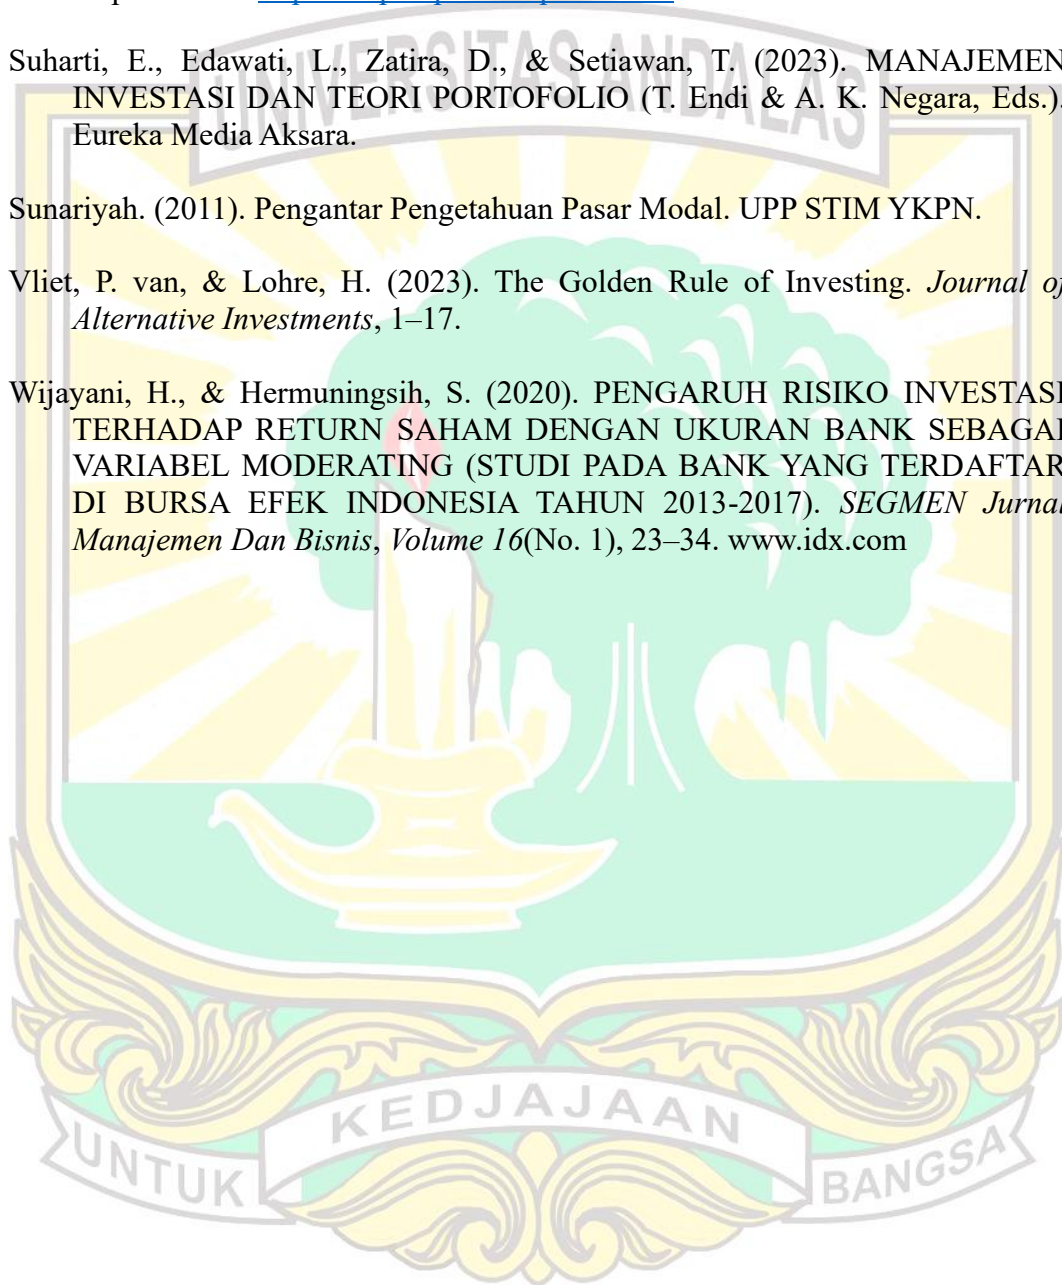 Suharti, E., Edawati, L., Zatira, D., & Setiawan, T. (2023). MANAJEMEN
INVESTASI DAN TEORI PORTOFOLIO (T. Endi & A. K. Negara, Eds.).
Eureka Media Aksara.
Sunariyah. (2011). Pengantar Pengetahuan Pasar Modal. UPP STIM YKPN.
Vliet, P. van, & Lohre, H. (2023). The Golden Rule of Investing. Journal of
Alternative Investments, 1–17.
Wijayani, H., & Hermuningsih, S. (2020). PENGARUH RISIKO INVESTASI
TERHADAP RETURN SAHAM DENGAN UKURAN BANK SEBAGAI
VARIABEL MODERATING (STUDI PADA BANK YANG TERDAFTAR
DI BURSA EFEK INDONESIA TAHUN 2013-2017). SEGMEN Jurnal
Manajemen Dan Bisnis, Volume 16(No. 1), 23–34. www.idx.com
UNIVERSITAS ANDALAS
UNTUK KEDJAJAAN BANGSA